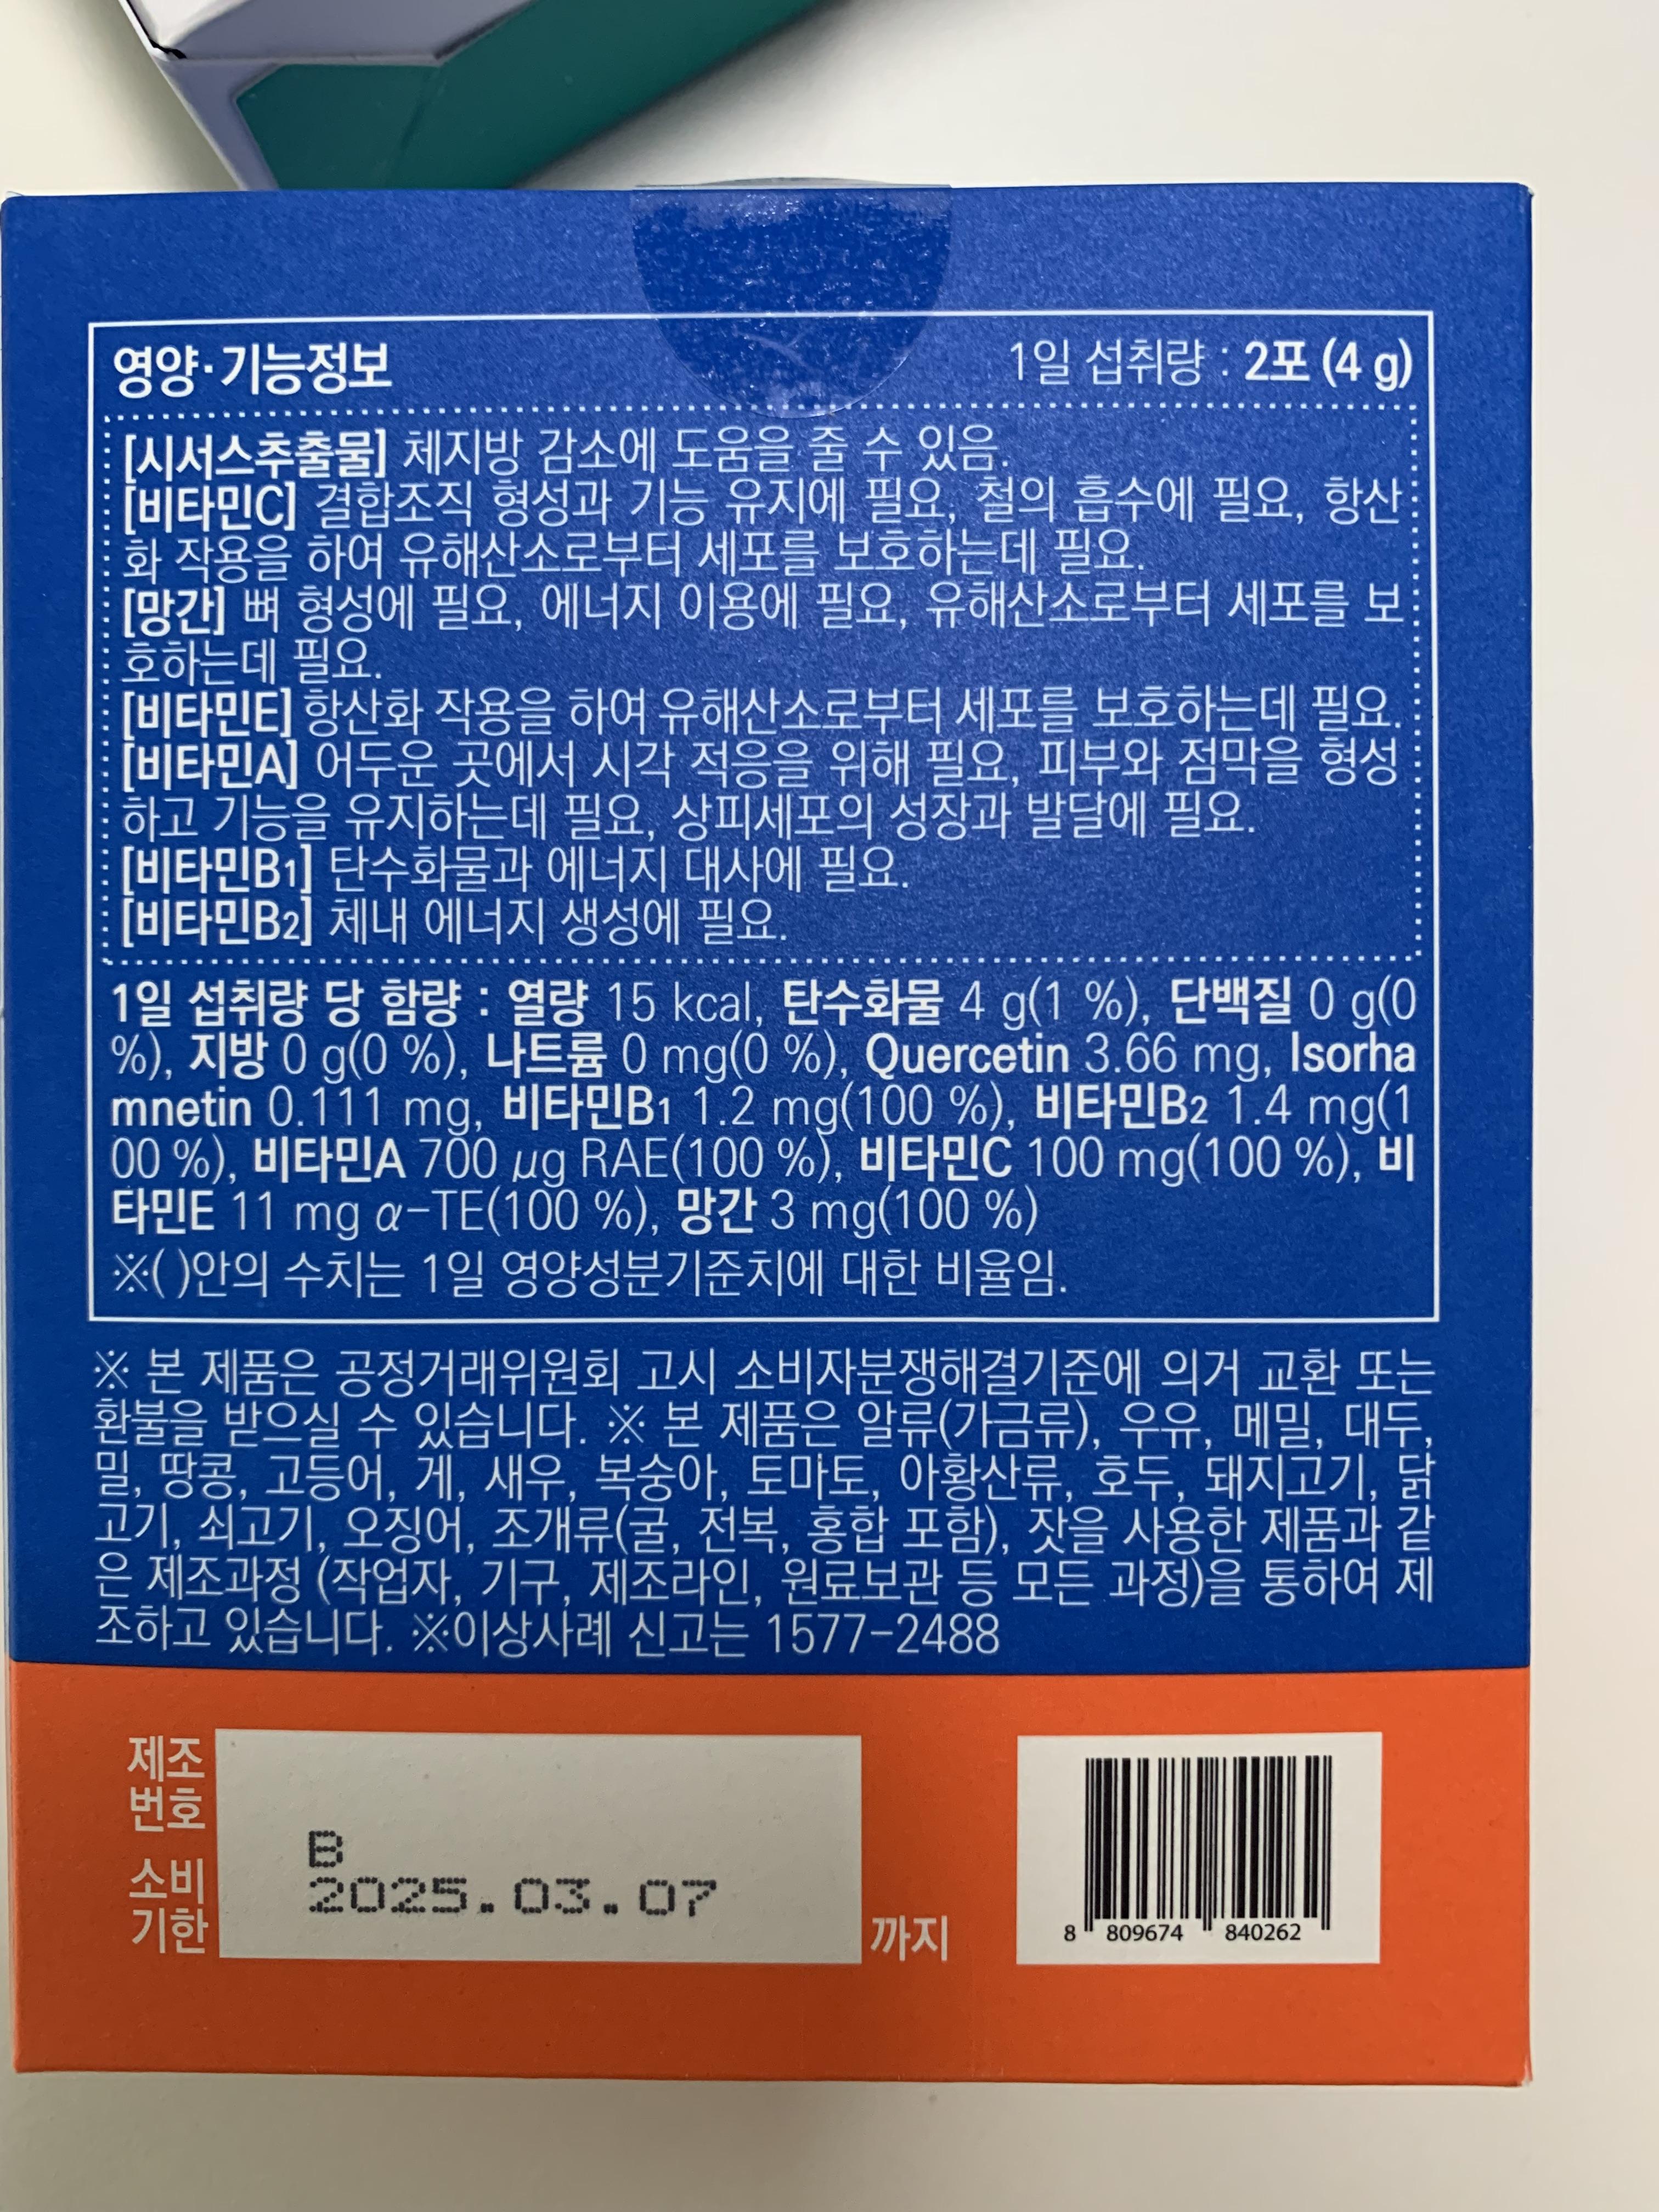 영양·기능정보 1일 섭취량 : 2포 (4 g)
[시서스추출물] 체지방 감소에 도움을 줄 수 있음.
[비타민C] 결합조직 형성과 기능 유지에 필요, 철의 흡수에 필요, 항산
화 작용을 하여 유해산소로부터 세포를 보호하는데 필요.
[망간] 뼈 형성에 필요, 에너지 이용에 필요, 유해산소로부터 세포를 보
호하는데 필요.
[비타민E] 항산화 작용을 하여 유해산소로부터 세포를 보호하는데 필요.
[비타민A] 어두운 곳에서 시각 적응을 위해 필요, 피부와 점막을 형성
하고 기능을 유지하는데 필요, 상피세포의 성장과 발달에 필요.
[비타민B1] 탄수화물과 에너지 대사에 필요.
[비타민B2] 체내 에너지 생성에 필요.
1일 섭취량 당 함량 : 열량 15 kcal, 탄수화물 4 g(1 %), 단백질 0 g(0
%), 지방 0 g(0 %), 나트륨 0 mg(0 %), Quercetin 3.66 mg, Isorha
mnetin 0.111 mg, 비타민B1 1.2 mg(100 %), 비타민B2 1.4 mg(1
00 %), 비타민A 700 μg RAE(100 %), 비타민C 100 mg(100 %), 비
타민E 11 mg α-TE(100 %), 망간 3 mg(100 %)
※( )안의 수치는 1일 영양성분기준치에 대한 비율임.
※ 본 제품은 공정거래위원회 고시 소비자분쟁해결기준에 의거 교환 또는
환불을 받으실 수 있습니다. ※ 본 제품은 알류(가금류), 우유, 메밀, 대두,
밀, 땅콩, 고등어, 게, 새우, 복숭아, 토마토, 아황산류, 호두, 돼지고기, 닭
고기, 쇠고기, 오징어, 조개류(굴, 전복, 홍합 포함), 잣을 사용한 제품과 같
은 제조과정 (작업자, 기구, 제조라인, 원료보관 등 모든 과정)을 통하여 제
조하고 있습니다. ※이상사례 신고는 1577-2488
제조
번호
B
소비
기한
2025.03.07
까지
8 809674 840262